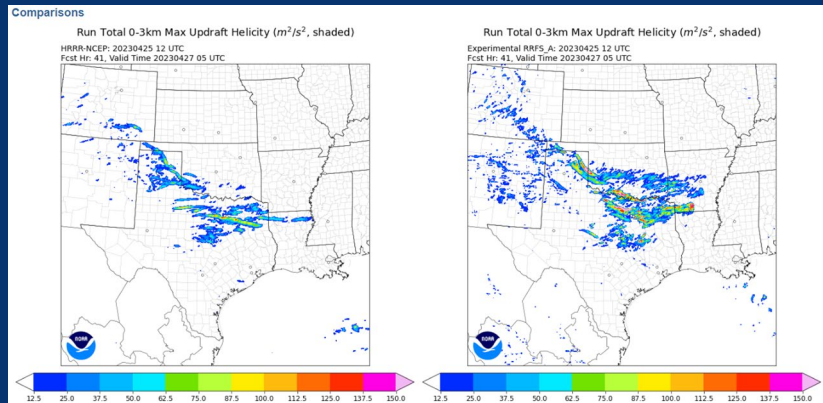 Comparisons
Run Total 0-3km Max Updraft Helicity (m²/s², shaded)
HRRR-NCEP: 20230425 12 UTC
Fcst Hr: 41, Valid Time 20230427 05 UTC
NOAA
12.5 25.0 37.5 50.0 62.5 75.0 87.5 100.0 112.5 125.0 137.5 150.0
Run Total 0-3km Max Updraft Helicity (m²/s², shaded)
Experimental RRFS_A: 20230425 12 UTC
Fcst Hr: 41, Valid Time 20230427 05 UTC
NOAA
12.5 25.0 37.5 50.0 62.5 75.0 87.5 100.0 112.5 125.0 137.5 150.0